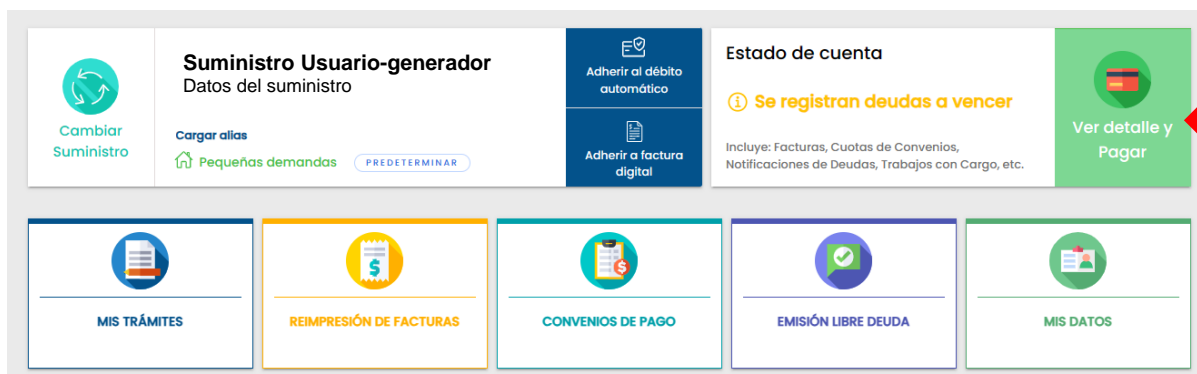 Cambiar
Suministro
Suministro Usuario-generador
Datos del suministro
Cargar alias
Pequeñas demandas
PREDETERMINAR
Adherir al débito
automático
Adherir a factura
digital
Estado de cuenta
Se registran deudas a vencer
Incluye: Facturas, Cuotas de Convenios,
Notificaciones de Deudas, Trabajos con Cargo, etc.
Ver detalle y
Pagar
MIS TRÁMITES
REIMPRESIÓN DE FACTURAS
CONVENIOS DE PAGO
EMISIÓN LIBRE DEUDA
MIS DATOS